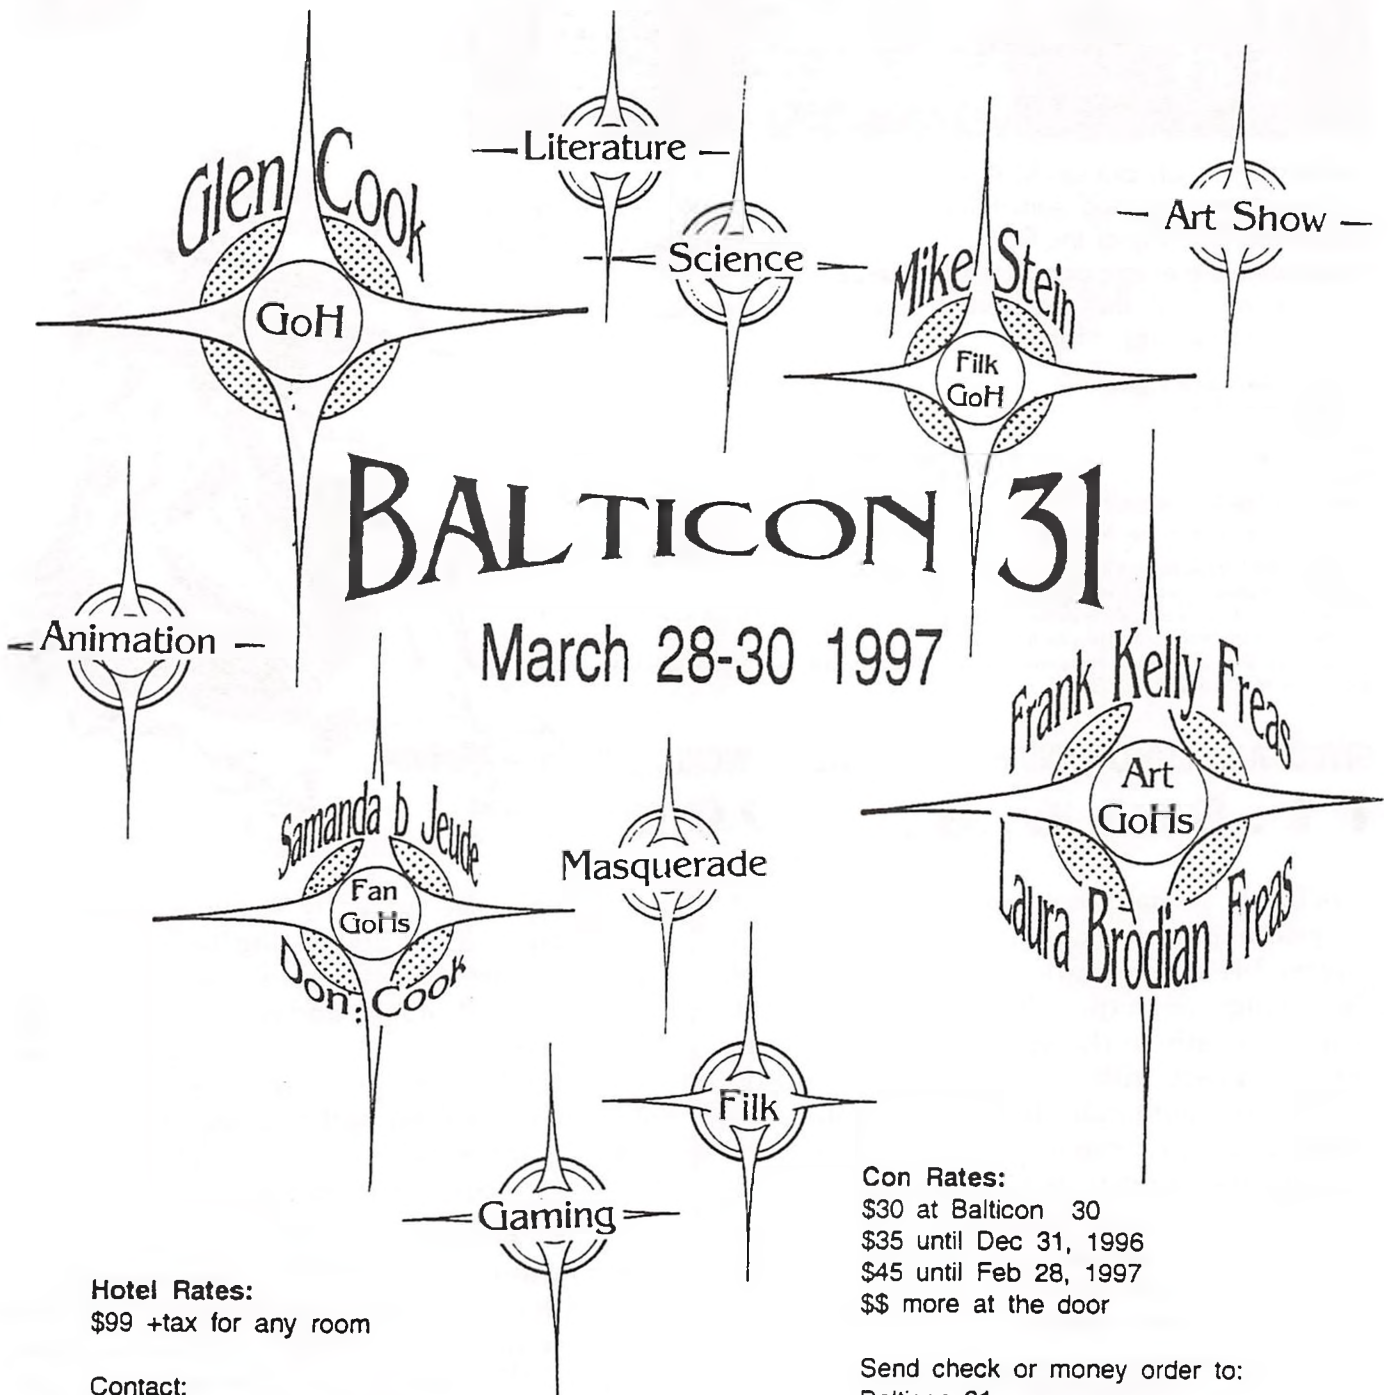 Glen Cook
GoH
Literature
Science
Mike Stein
Filk
GoH
Art Show
BALTICON 31
March 28-30 1997
Animation
Frank Kelly Freas
Art
GoHs
Laura Brodian Freas
Samanda b Jeude
Fan
GoHs
Don Cook
Masquerade
Filk
Gaming
Con Rates:
$30 at Balticon 30
$35 until Dec 31, 1996
$45 until Feb 28, 1997
$$ more at the door
Send check or money order to:
Balticon 31
Hotel Rates:
$99 +tax for any room
Contact: